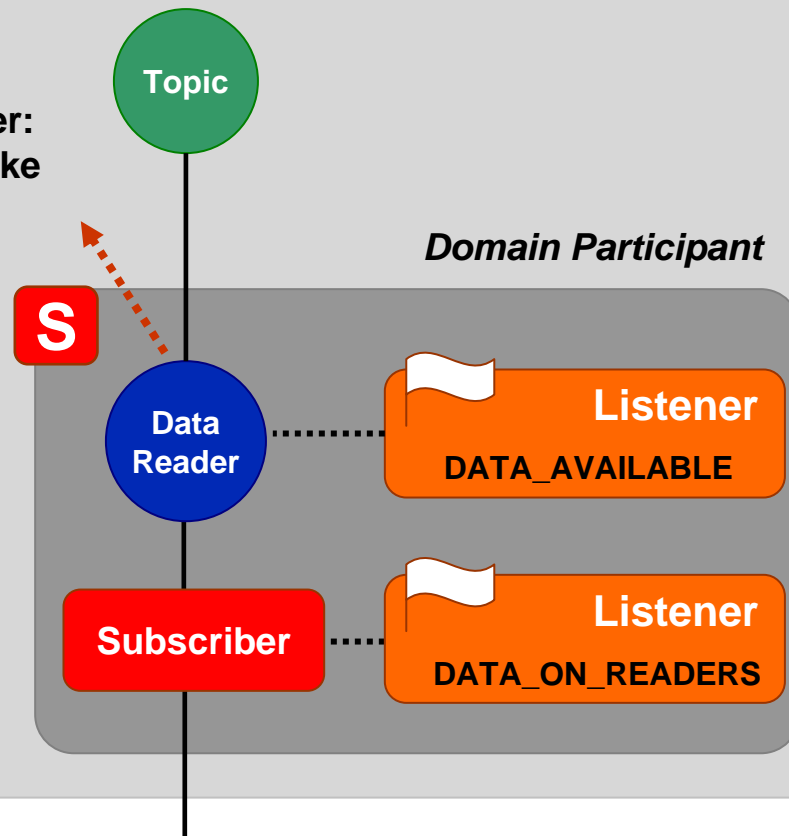 Topic
er:
ke
Domain Participant
S
Data
Reader
Listener
DATA_AVAILABLE
Subscriber
Listener
DATA_ON_READERS